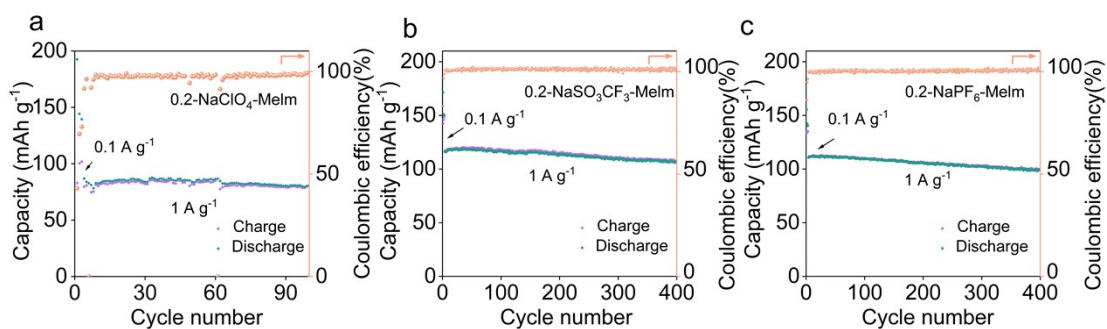 a
200
150
100
50
0
Capacity (mAh g⁻¹)
0
30
60
90
Cycle number
100
50
0
Coulombic efficiency(%)
0.2-NaClO₄-MeIm
0.1 A g⁻¹
1 A g⁻¹
Charge
Discharge
b
200
150
100
50
0
Capacity (mAh g⁻¹)
0
100
200
300
400
Cycle number
100
50
0
Coulombic efficiency(%)
0.2-NaSO₃CF₃-MeIm
0.1 A g⁻¹
1 A g⁻¹
Charge
Discharge
c
200
150
100
50
0
Capacity (mAh g⁻¹)
0
100
200
300
400
Cycle number
100
50
0
Coulombic efficiency(%)
0.2-NaPF₆-MeIm
0.1 A g⁻¹
1 A g⁻¹
Charge
Discharge